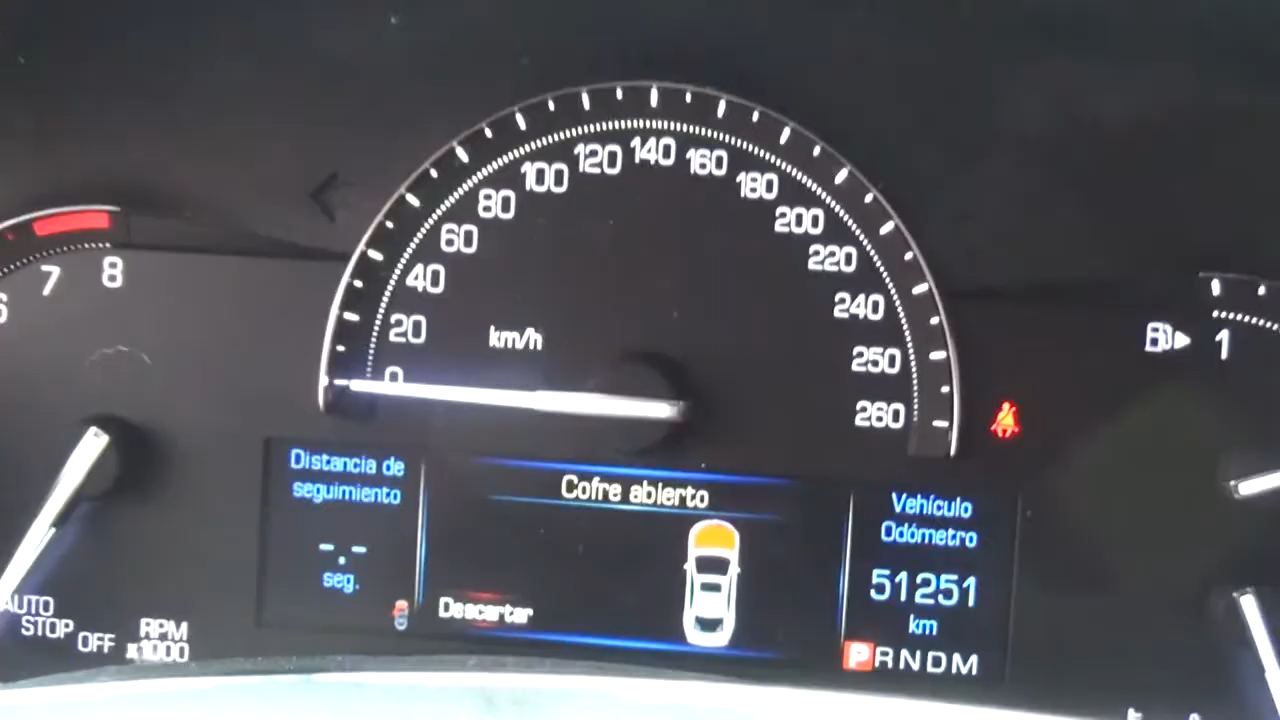 7
8
0
20
40
60
80
100
120
140
160
180
200
220
240
250
260
km/h
1
Distancia de
seguimiento
-.-
seg.
Cofre abierto
Descartar
Vehículo
Odómetro
51251
km
PRNDM
AUTO
STOP OFF
RPM
x1000